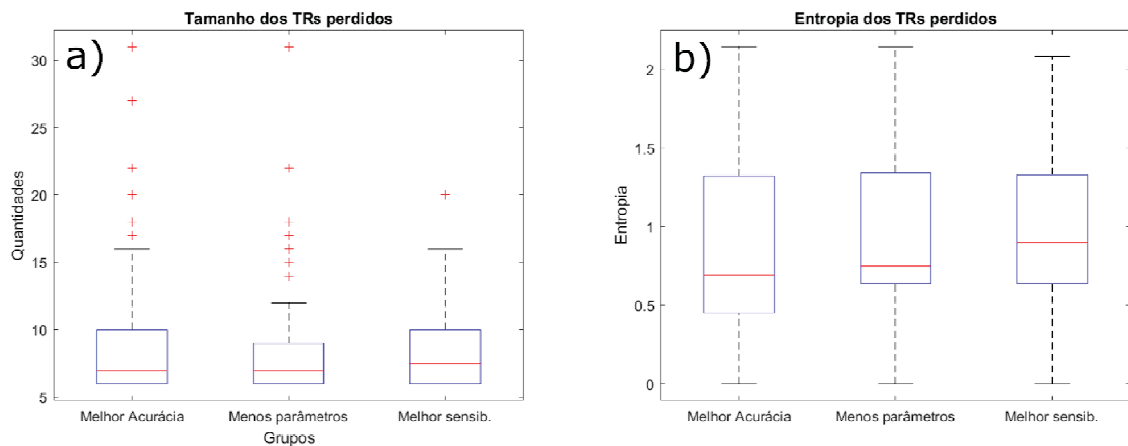 Tamanho dos TRs perdidos
a)
30
25
20
15
10
5
Quantidades
Melhor Acurácia
Menos parâmetros
Melhor sensib.
Grupos
Entropia dos TRs perdidos
b)
2
1.5
1
0.5
0
Entropia
Melhor Acurácia
Menos parâmetros
Melhor sensib.